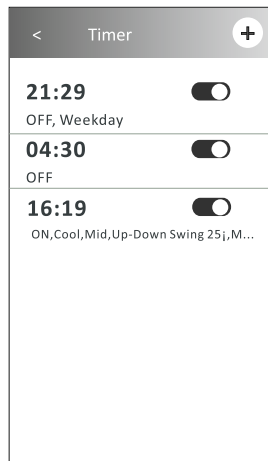 < Timer +
21:29
OFF, Weekday
04:30
OFF
16:19
ON,Cool,Mid,Up-Down Swing 25¡,M...